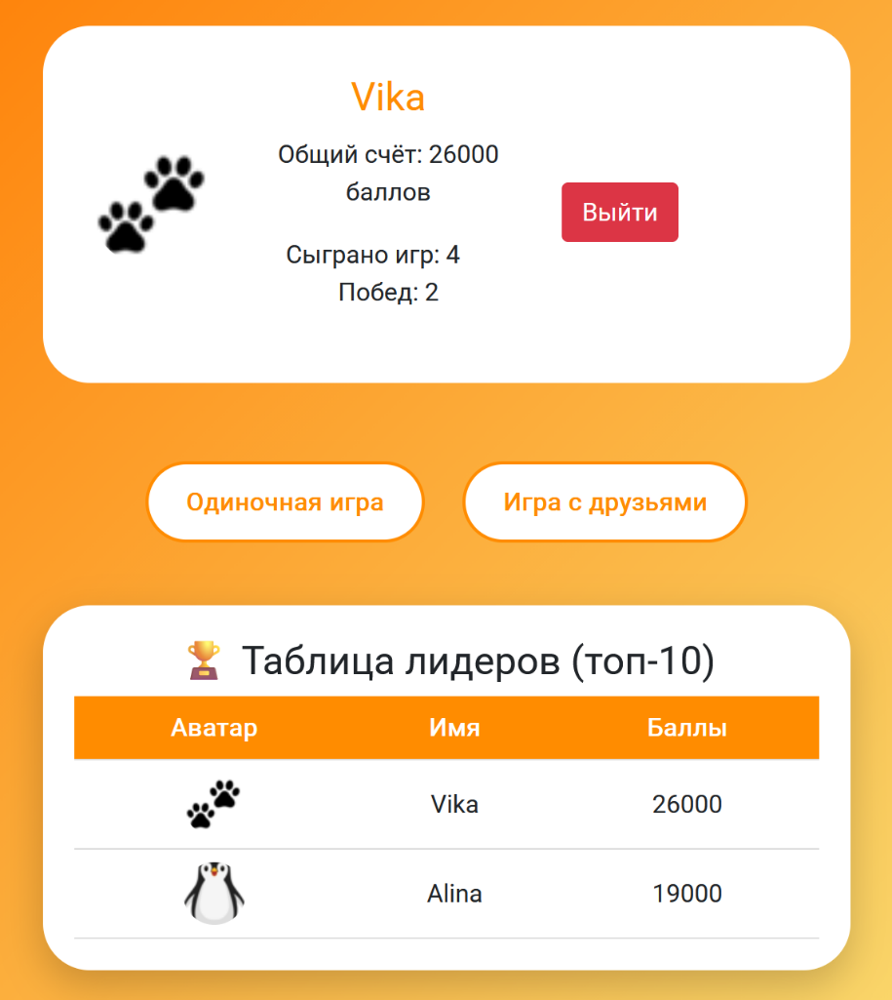 Vika
Общий счёт: 26000
баллов
Сыграно игр: 4
Побед: 2
Выйти
Одиночная игра
Игра с друзьями
Таблица лидеров (топ-10)
Аватар Имя Баллы
Vika 26000
Alina 19000